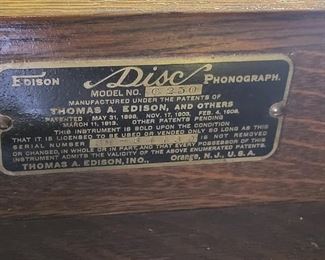 EDISON Disc PHONOGRAPH.
MODEL NO. C 250
MANUFACTURED UNDER THE PATENTS OF
THOMAS A. EDISON, AND OTHERS
PATENTED MAY 31, 1898, NOV. 17, 1903, FEB. 4, 1908,
MARCH 11, 1913. OTHER PATENTS PENDING
THIS INSTRUMENT IS SOLD UPON THE CONDITION
THAT IT IS LICENSED TO BE USED OR VENDED ONLY SO LONG AS THIS
SERIAL NUMBER IS NOT REMOVED
OR CHANGED, IN WHOLE OR IN PART, AND THAT EVERY POSSESSOR OF THIS
INSTRUMENT ADMITS THE VALIDITY OF THE ABOVE ENUMERATED PATENTS.
THOMAS A. EDISON, INC., Orange, N. J., U. S. A.